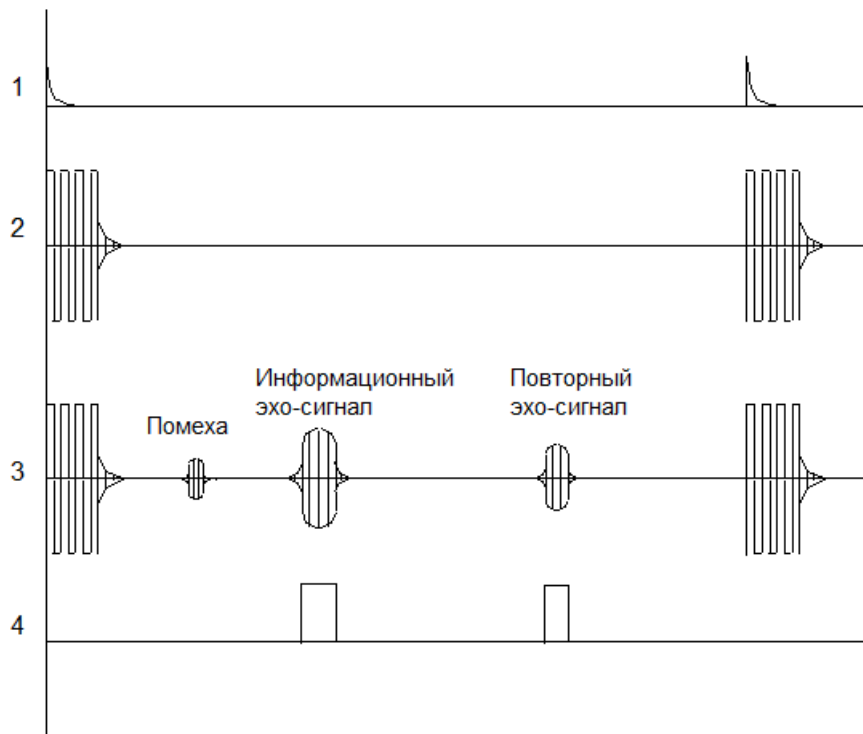 1
2
Информационный
эхо-сигнал
Повторный
эхо-сигнал
Помеха
3
4